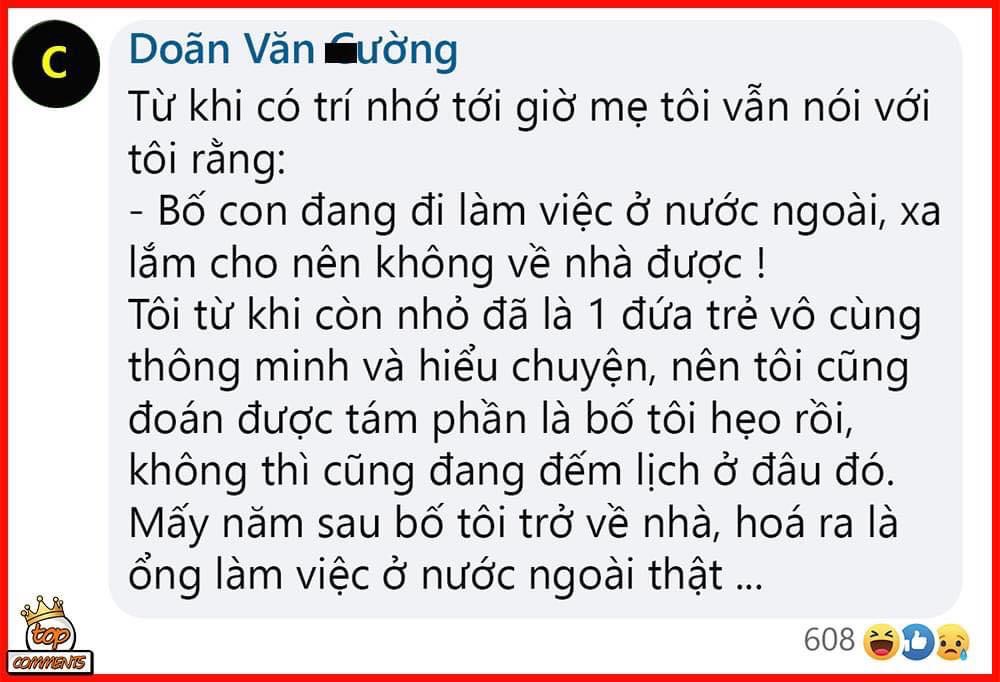 C
Doãn Văn Cường
Từ khi có trí nhớ tới giờ mẹ tôi vẫn nói với
tôi rằng:
- Bố con đang đi làm việc ở nước ngoài, xa
lắm cho nên không về nhà được !
Tôi từ khi còn nhỏ đã là 1 đứa trẻ vô cùng
thông minh và hiểu chuyện, nên tôi cũng
đoán được tám phần là bố tôi hẹo rồi,
không thì cũng đang đếm lịch ở đâu đó.
Mấy năm sau bố tôi trở về nhà, hoá ra là
ổng làm việc ở nước ngoài thật ...
608
top
COMMENTS